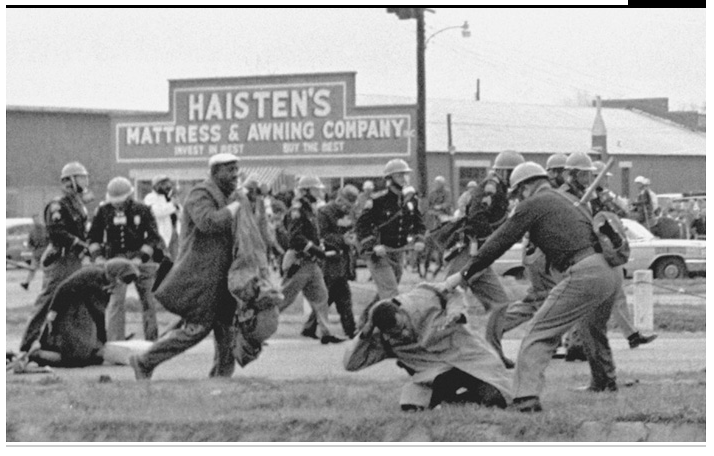 HAISTEN'S
MATTRESS & AWNING COMPANY
INVEST IN REST BUY THE BEST